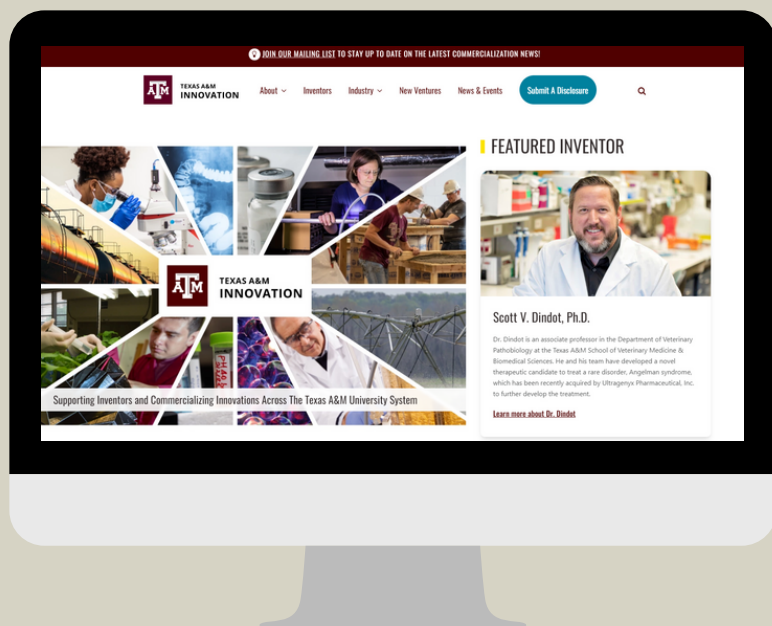 JOIN OUR MAILING LIST TO STAY UP TO DATE ON THE LATEST COMMERCIALIZATION NEWS!
ATM TEXAS A&M
INNOVATION
About
Inventors
Industry
New Ventures
News & Events
Submit A Disclosure
FEATURED INVENTOR
ATM TEXAS A&M
INNOVATION
Supporting Inventors and Commercializing Innovations Across The Texas A&M University System
Scott V. Dindot, Ph.D.
Dr. Dindot is an associate professor in the Department of Veterinary
Pathobiology at the Texas A&M School of Veterinary Medicine &
Biomedical Sciences. He and his team have developed a novel
therapeutic candidate to treat a rare disorder, Angelman syndrome,
which has been recently acquired by Ultragenyx Pharmaceutical, Inc.
to further develop the treatment.
Learn more about Dr. Dindot